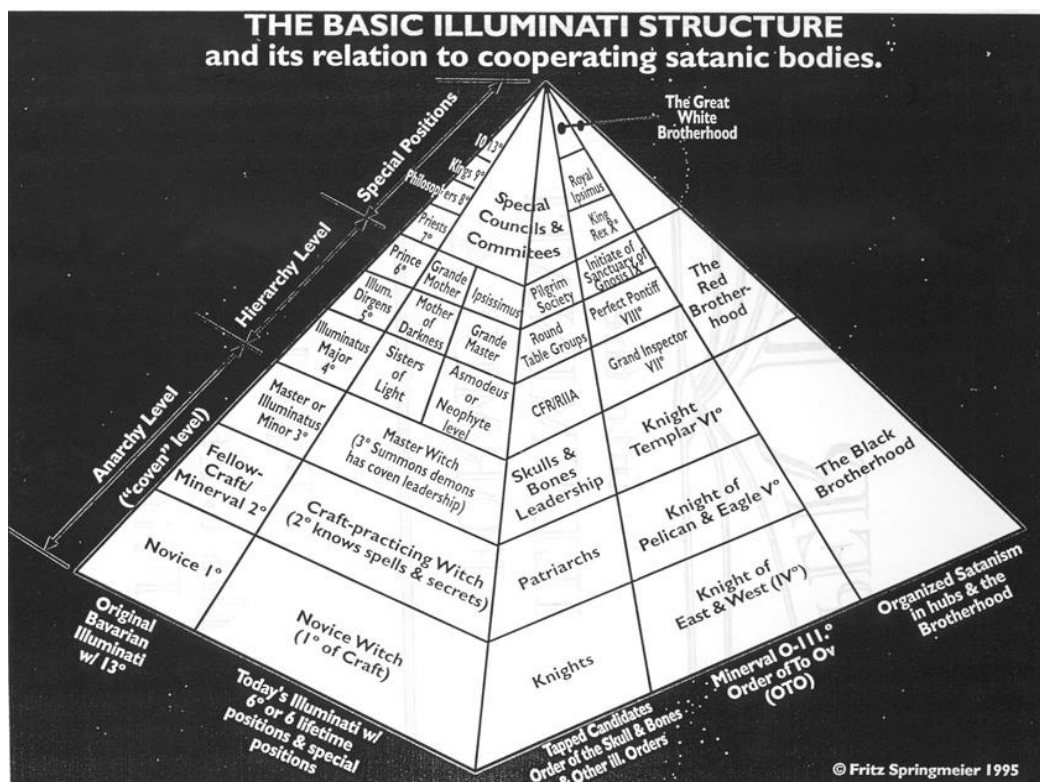 THE BASIC ILLUMINATI STRUCTURE
and its relation to cooperating satanic bodies.
The Great
White
Brotherhood
Special Positions
Hierarchy Level
Anarchy Level
("coven" level)
10 13°
Kings 9°
Philosophers 8°
Priests
7°
Prince
6°
Illum.
Dirgens
5°
Illuminatus
Major
4°
Master or
Illuminatus
Minor 3°
Fellow-
Craft/
Minerval 2°
Novice 1°
Special
Councils &
Commitees
Grande
Mother
Ipsissimus
Mother
of
Darkness
Grande
Master
Sisters
of
Light
Asmodeus
or
Neophyte
level
Master Witch
(3° Summons demons
has coven leadership)
Craft-practicing Witch
(2° knows spells & secrets)
Novice Witch
(1° of Craft)
Pilgrim
Society
Round
Table Groups
CFR/RIIA
Skulls &
Bones
Leadership
Patriarchs
Knights
Royal
Ipsimus
King
Rex X°
Initiate of
Sanctuary of
Gnosis IX°
Perfect Pontiff
VIII°
Grand Inspector
VII°
Knight
Templar VI°
Knight of
Pelican & Eagle V°
Knight of
East & West (IV°)
The
Red
Brother-
hood
The Black
Brotherhood
Original
Bavarian
Illuminati
w/ 13°
Today's Illuminati w/
6° or 6 lifetime
positions & special
positions
Tapped Candidates
Order of the Skull & Bones
& Other ill. Orders
Minerval O-111.°
Order of To Ov
(OTO)
Organized Satanism
in hubs & the
Brotherhood
© Fritz Springmeier 1995